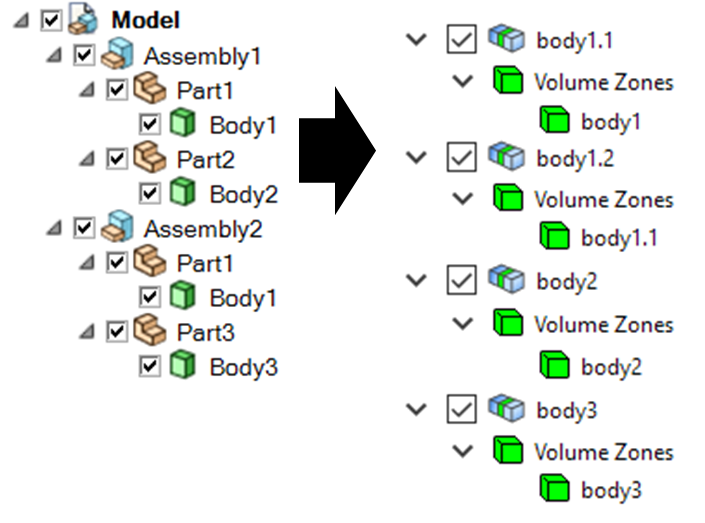 Model
Assembly1
Part1
Body1
Part2
Body2
Assembly2
Part1
Body1
Part3
Body3
body1.1
Volume Zones
body1
body1.2
Volume Zones
body1.1
body2
Volume Zones
body2
body3
Volume Zones
body3